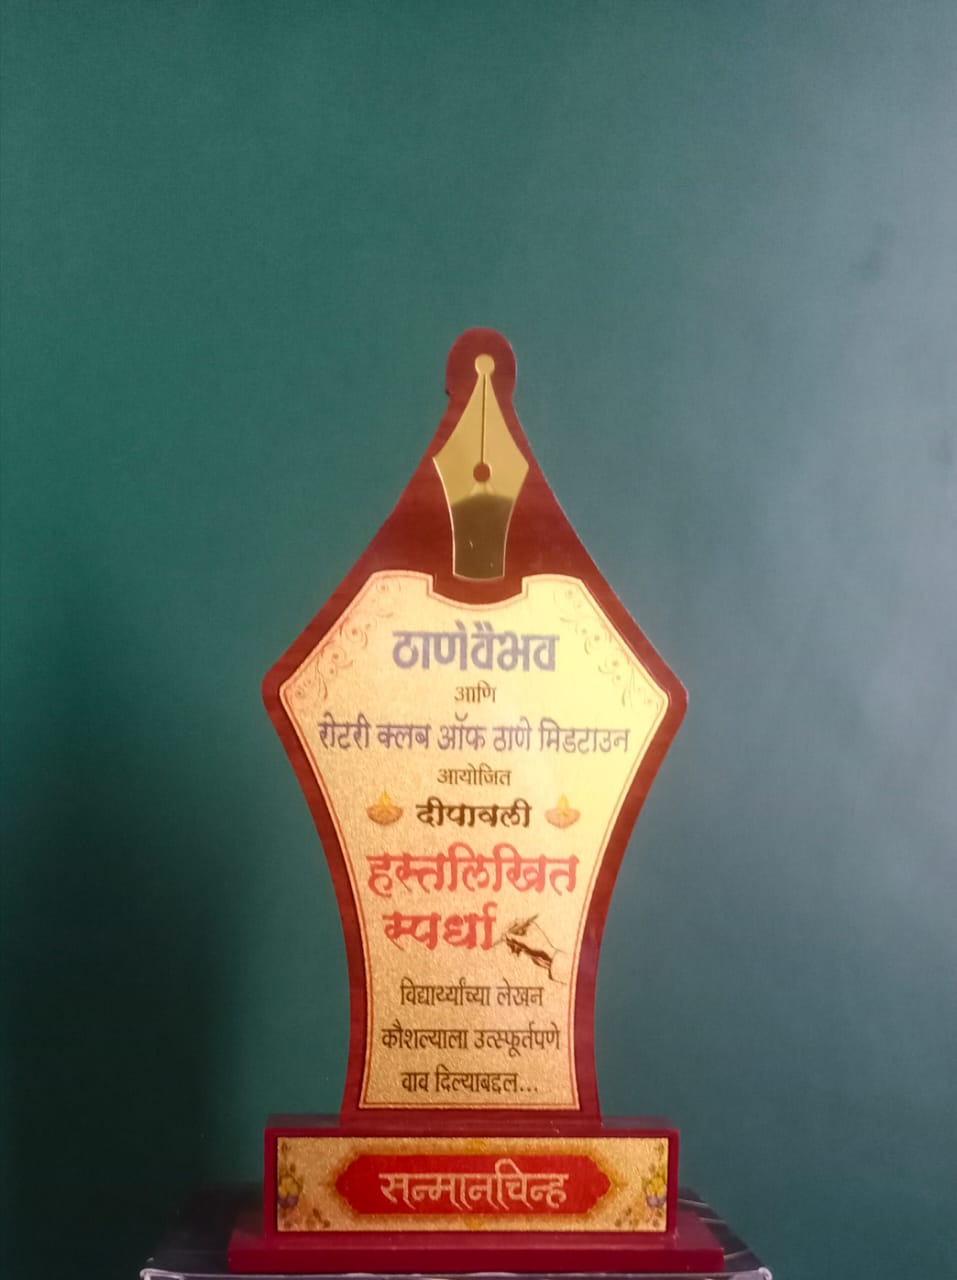 ठाणेवैभव
आणि
रोटरी क्लब ऑफ ठाणे मिडटाउन
आयोजित
दीपावली
हस्तलिखित
स्पर्धा
विद्यार्थ्यांच्या लेखन
कौशल्याला उत्स्फूर्तपणे
वाव दिल्याबद्दल...
सन्मानचिन्ह